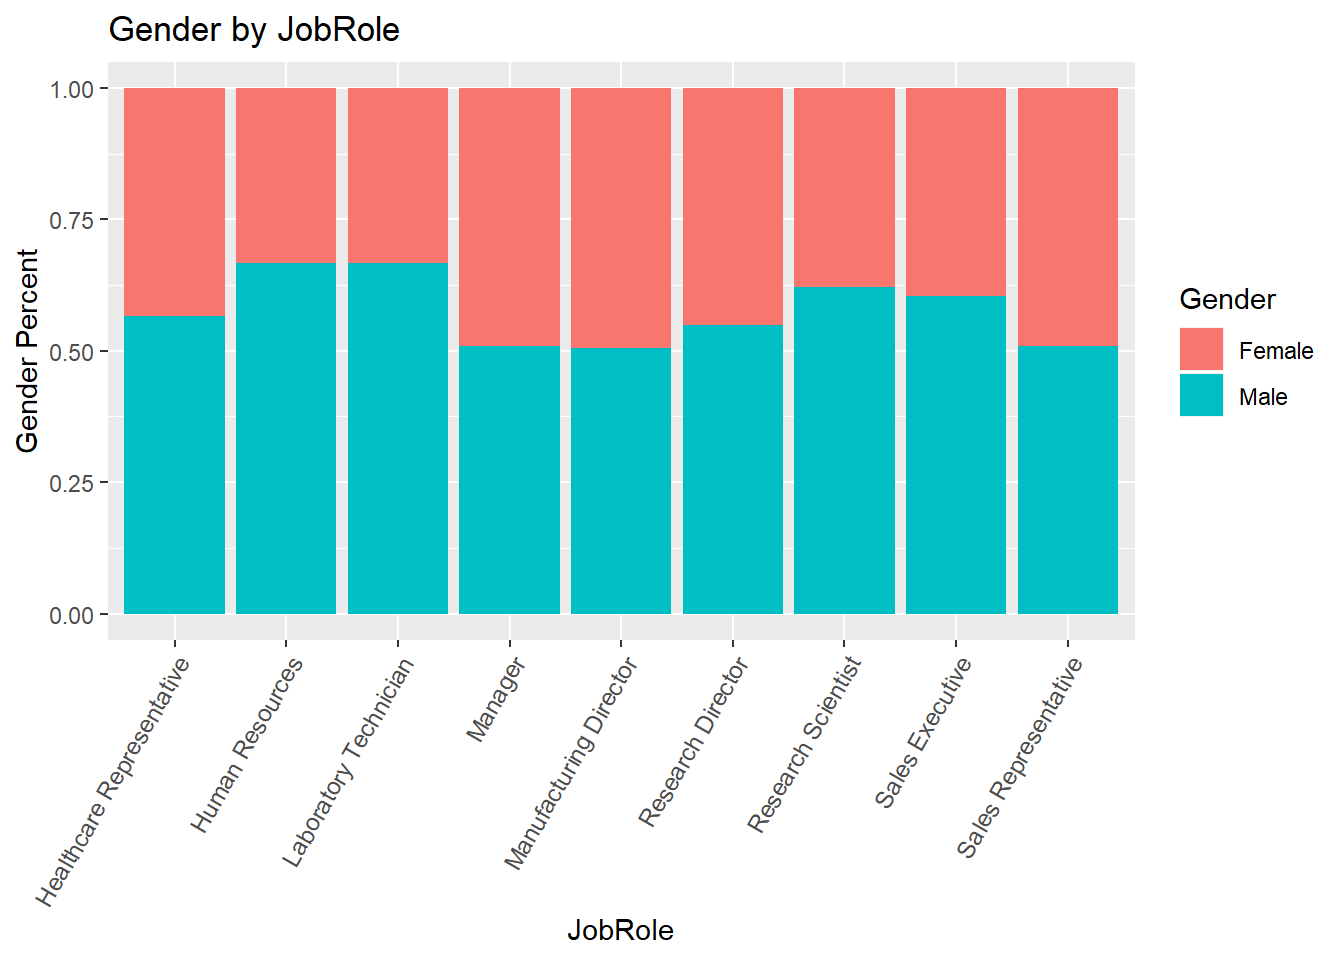 Gender by JobRole
Gender Percent
1.00
0.75
0.50
0.25
0.00
Healthcare Representative
Human Resources
Laboratory Technician
Manager
Manufacturing Director
Research Director
Research Scientist
Sales Executive
Sales Representative
JobRole
Gender
Female
Male